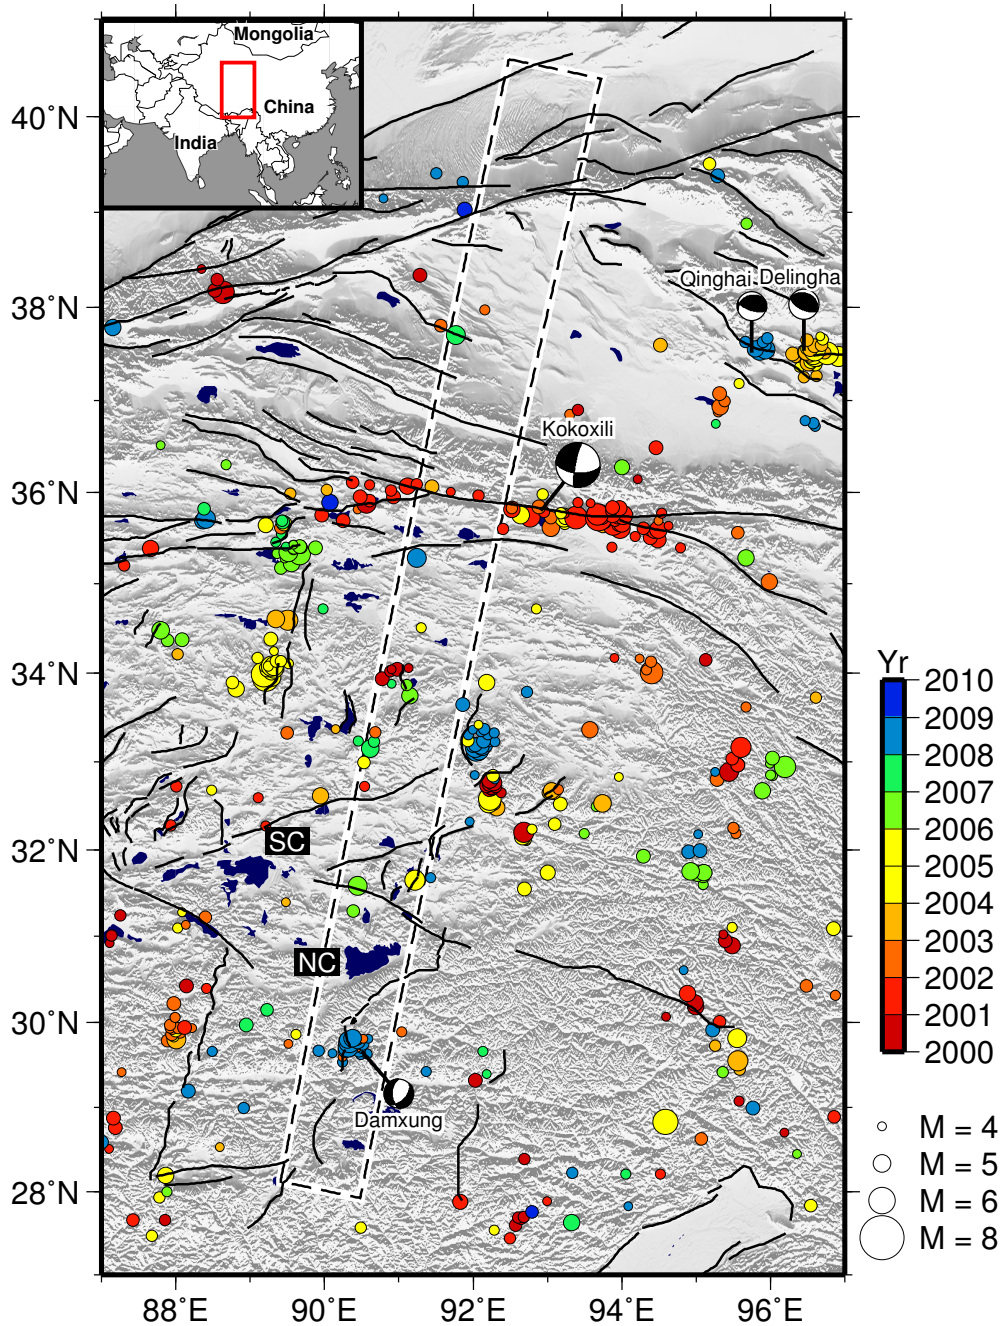 Mongolia
China
India
40°N
38°N
36°N
34°N
32°N
30°N
28°N
88°E
90°E
92°E
94°E
96°E
Qinghai
Delingha
Kokoxili
SC
NC
Damxung
Yr
2010
2009
2008
2007
2006
2005
2004
2003
2002
2001
2000
M = 4
M = 5
M = 6
M = 8